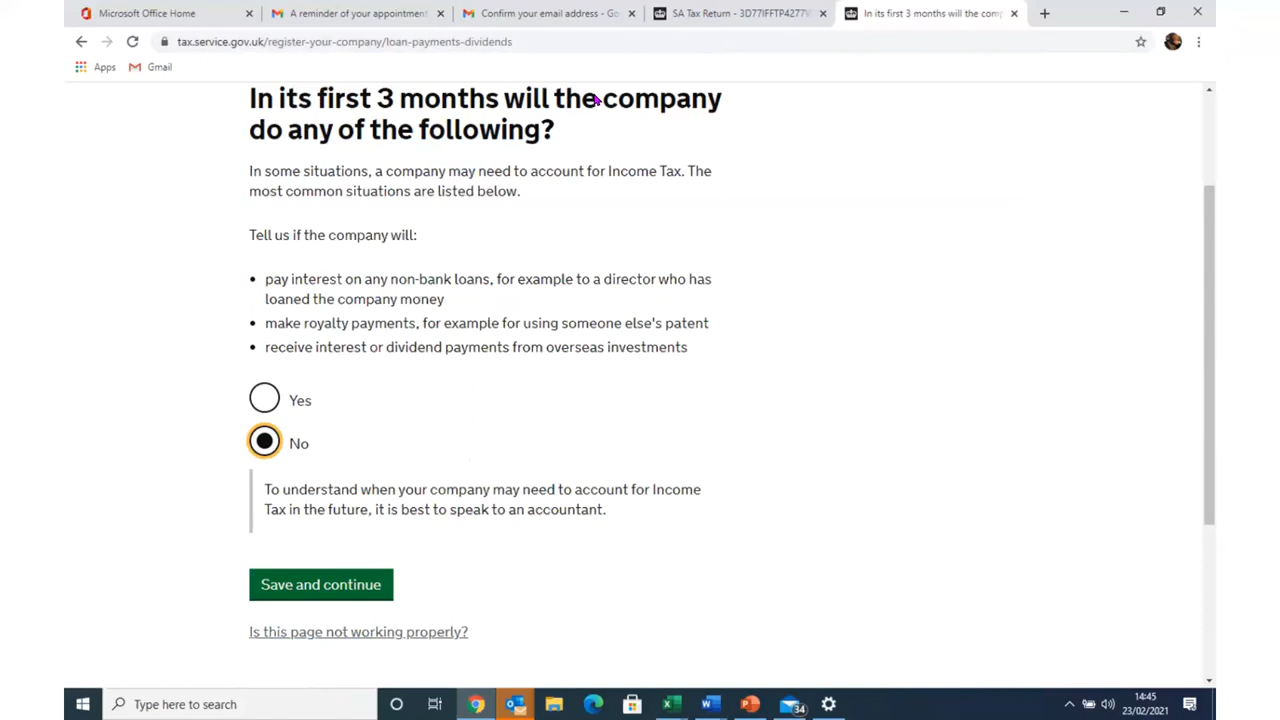 Microsoft Office Home
A reminder of your appointment
Confirm your email address - Go
SA Tax Return - 3D77IFFTP4277V
In its first 3 months will the comp
tax.service.gov.uk/register-your-company/loan-payments-dividends
Apps
Gmail
In its first 3 months will the company
do any of the following?
In some situations, a company may need to account for Income Tax. The
most common situations are listed below.
Tell us if the company will:
• pay interest on any non-bank loans, for example to a director who has
loaned the company money
• make royalty payments, for example for using someone else's patent
• receive interest or dividend payments from overseas investments
Yes
No
To understand when your company may need to account for Income
Tax in the future, it is best to speak to an accountant.
Save and continue
Is this page not working properly?
Type here to search
34
14:45
23/02/2021